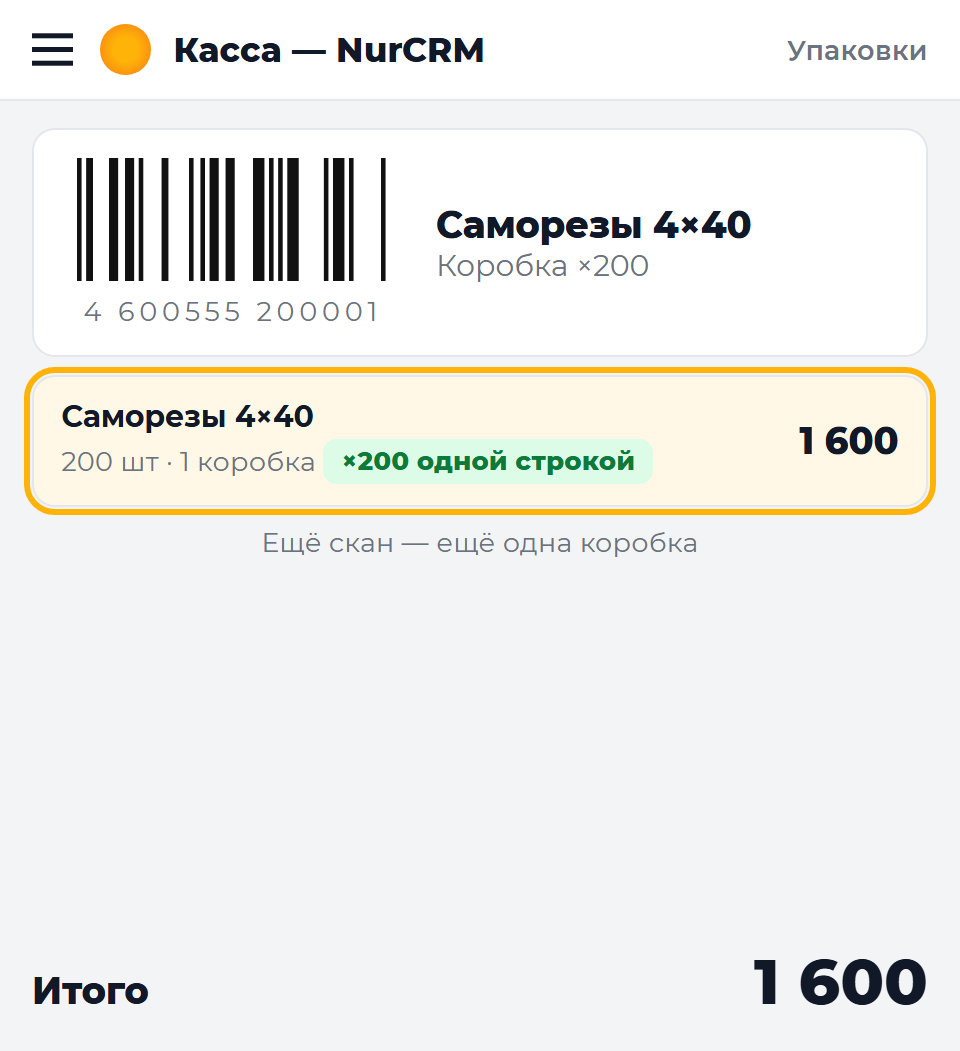 Касса — NurCRM
Упаковки
4 600555 200001
Саморезы 4×40
Коробка ×200
Саморезы 4×40
200 шт · 1 коробка ×200 одной строкой
1 600
Ещё скан — ещё одна коробка
Итого 1 600